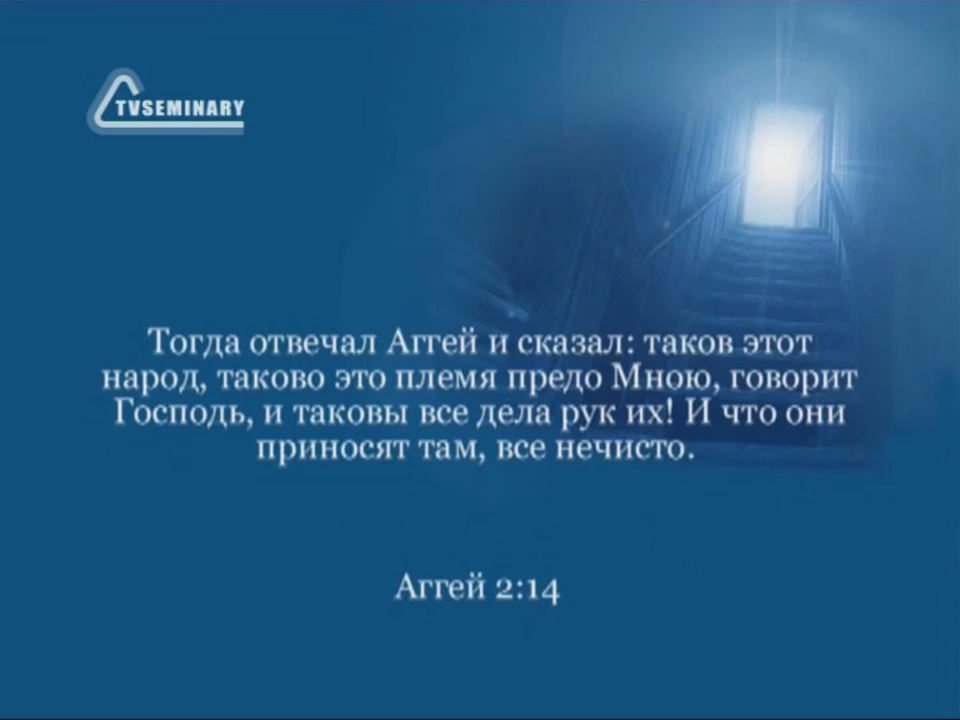 TVSEMINARY
Тогда отвечал Аггей и сказал: таков этот
народ, таково это племя предо Мною, говорит
Господь, и таковы все дела рук их! И что они
приносят там, все нечисто.
Аггей 2:14